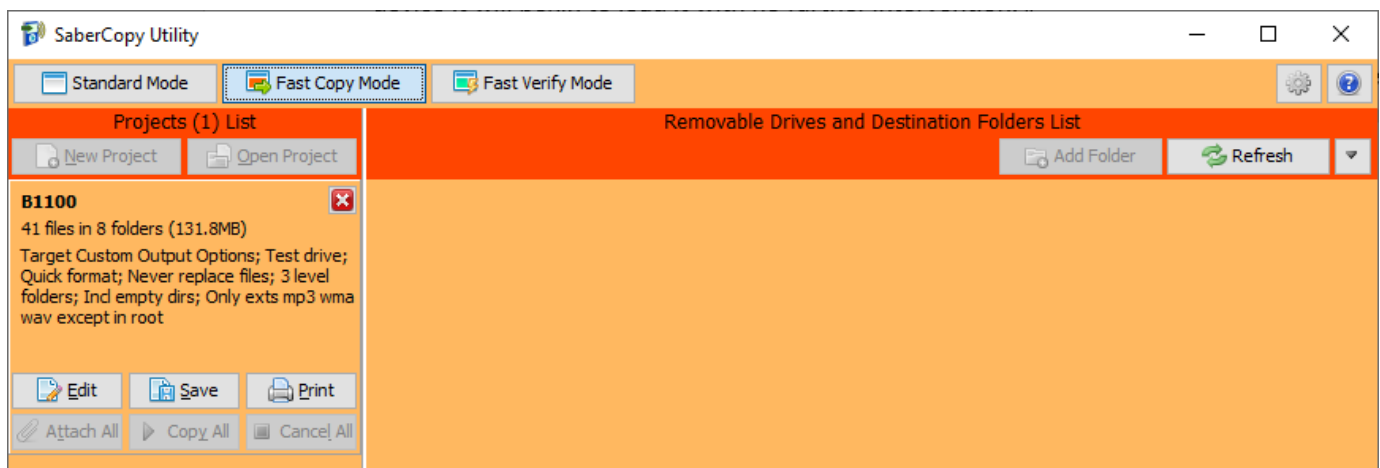 SaberCopy Utility
Standard Mode Fast Copy Mode Fast Verify Mode
Projects (1) List
New Project Open Project
Removable Drives and Destination Folders List
Add Folder Refresh
B1100
41 files in 8 folders (131.8MB)
Target Custom Output Options; Test drive;
Quick format; Never replace files; 3 level
folders; Incl empty dirs; Only exts mp3 wma
wav except in root
Edit Save Print
Attach All Copy All Cancel All